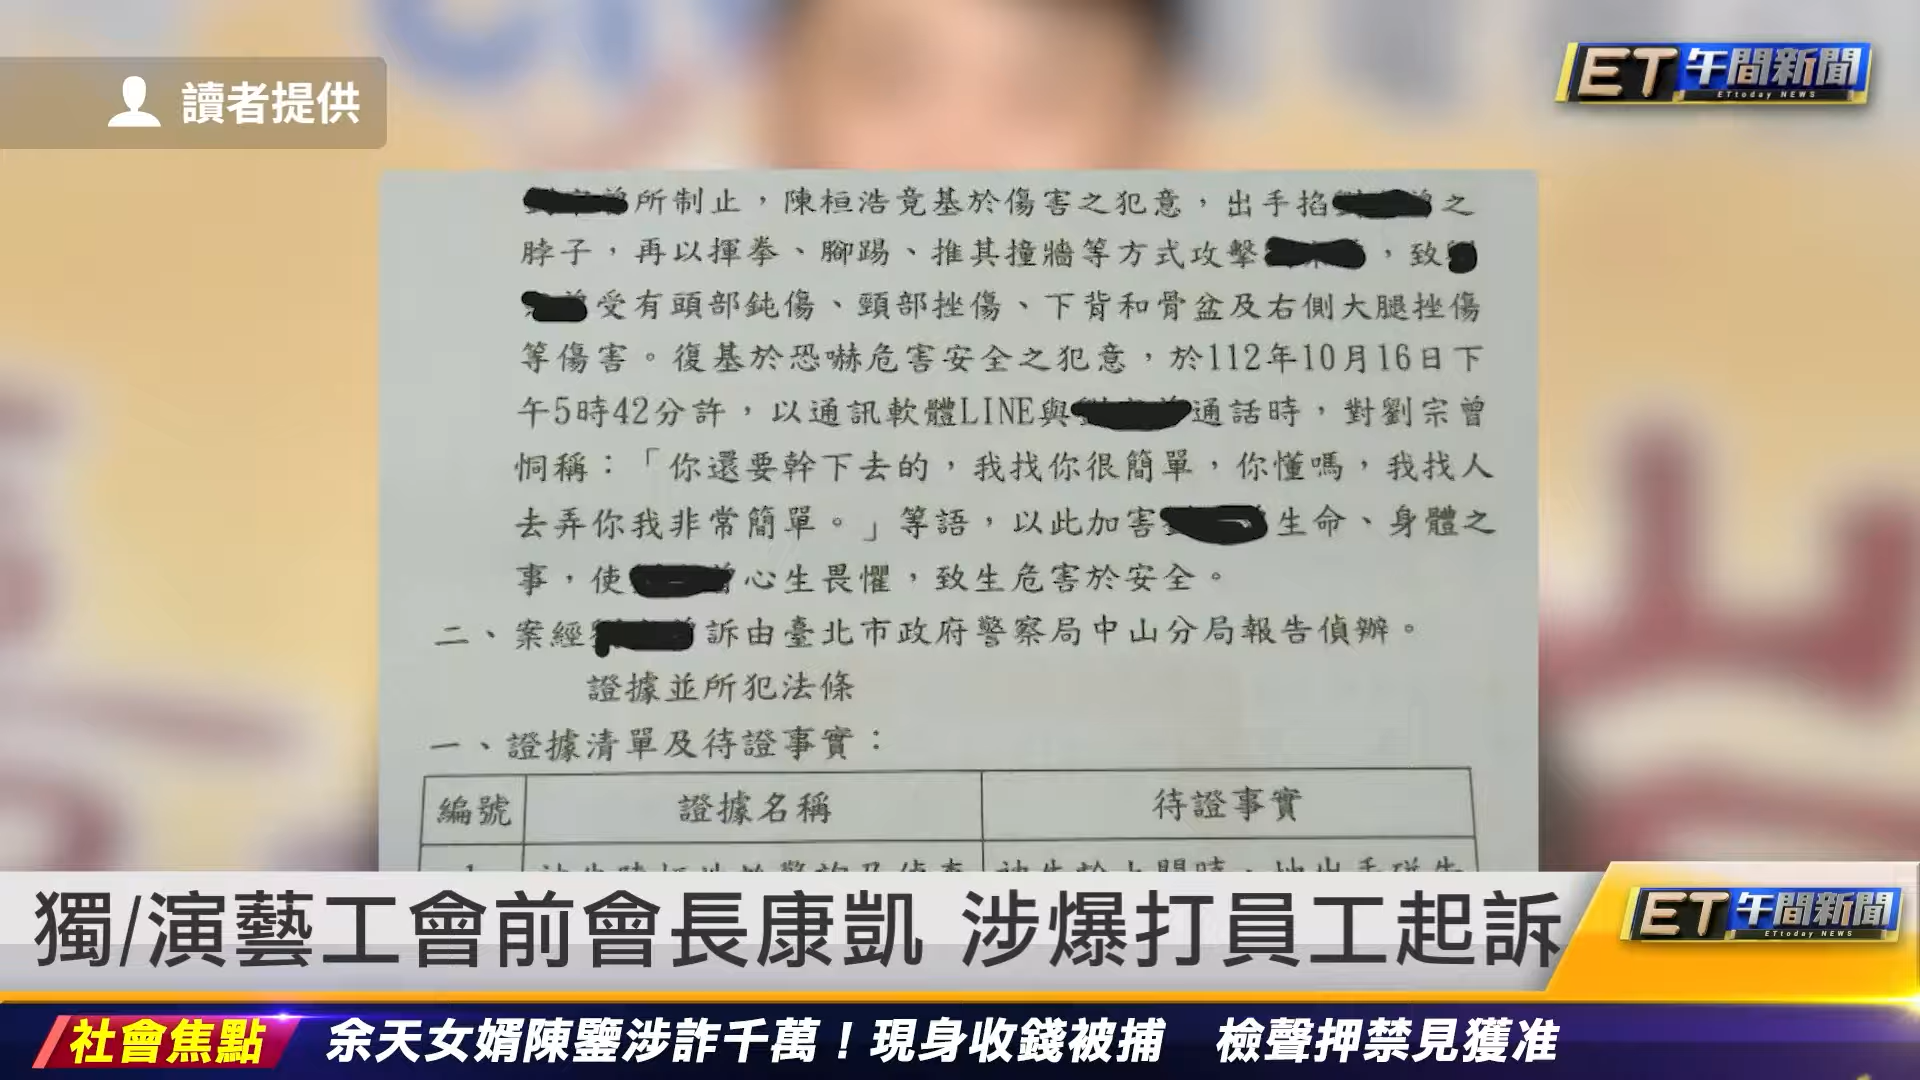 讀者提供
ET午間新聞
ETtoday NEWS
所制止，陳桓浩竟基於傷害之犯意，出手掐 之
脖子，再以揮拳、腳踢、推其撞牆等方式攻擊 ，致
受有頭部鈍傷、頸部挫傷、下背和骨盆及右側大腿挫傷
等傷害。復基於恐嚇危害安全之犯意，於112年10月16日下
午5時42分許，以通訊軟體LINE與 通話時，對劉宗曾
恫稱：「你還要幹下去的，我找你很簡單，你懂嗎，我找人
去弄你我非常簡單。」等語，以此加害 生命、身體之
事，使 心生畏懼，致生危害於安全。
二、案經 訴由臺北市政府警察局中山分局報告偵辦。
證據並所犯法條
一、證據清單及待證事實：
編號 證據名稱 待證事實
獨/演藝工會前會長康凱 涉爆打員工起訴
ET午間新聞
ETtoday NEWS
社會焦點 余天女婿陳鑒涉詐千萬！現身收錢被捕 檢聲押禁見獲准